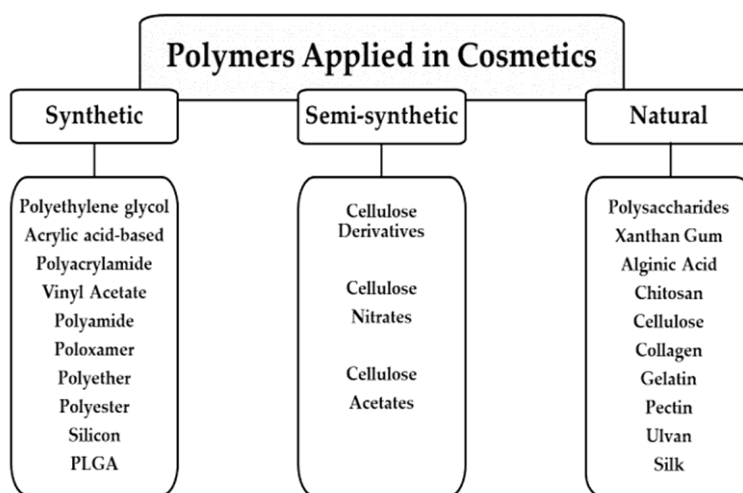 Polymers Applied in Cosmetics
Synthetic
Polyethylene glycol
Acrylic acid-based
Polyacrylamide
Vinyl Acetate
Polyamide
Poloxamer
Polyether
Polyester
Silicon
PLGA
Semi-synthetic
Cellulose
Derivatives
Cellulose
Nitrates
Cellulose
Acetates
Natural
Polysaccharides
Xanthan Gum
Alginic Acid
Chitosan
Cellulose
Collagen
Gelatin
Pectin
Ulvan
Silk